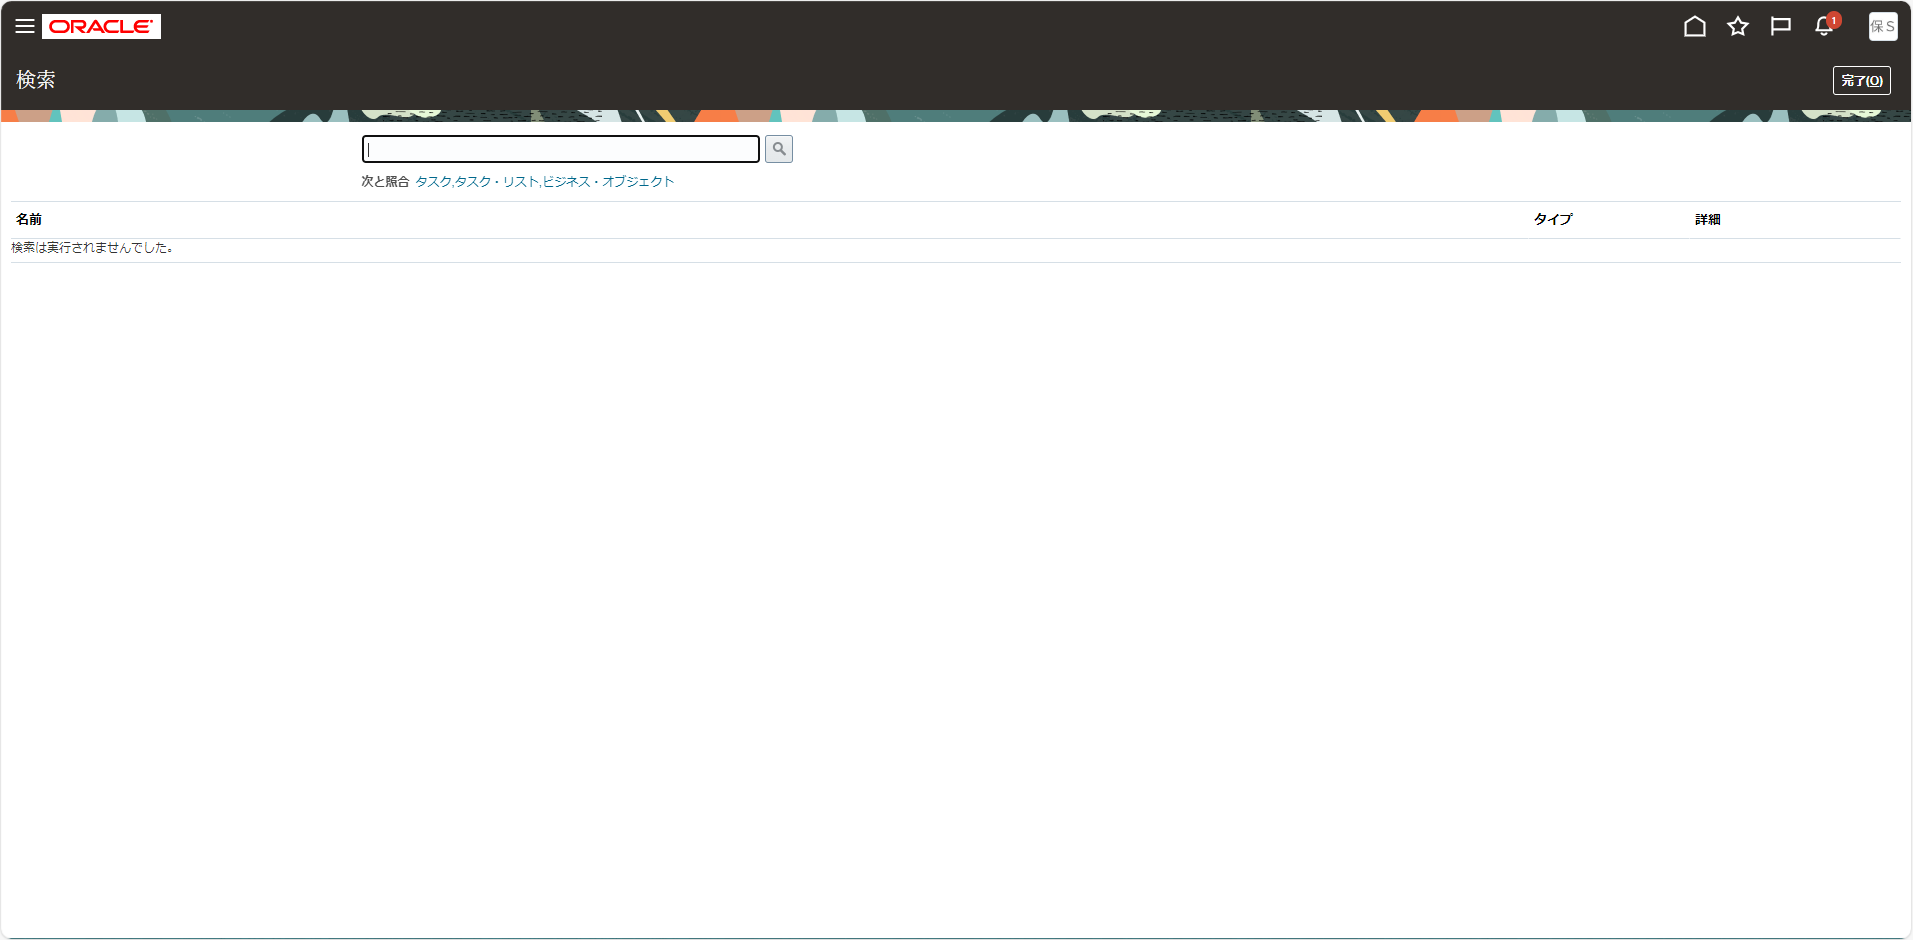 ORACLE
1
保 S
検索
完了(O)
次と照合 タスク,タスク・リスト,ビジネス・オブジェクト
名前 タイプ 詳細
検索は実行されませんでした。